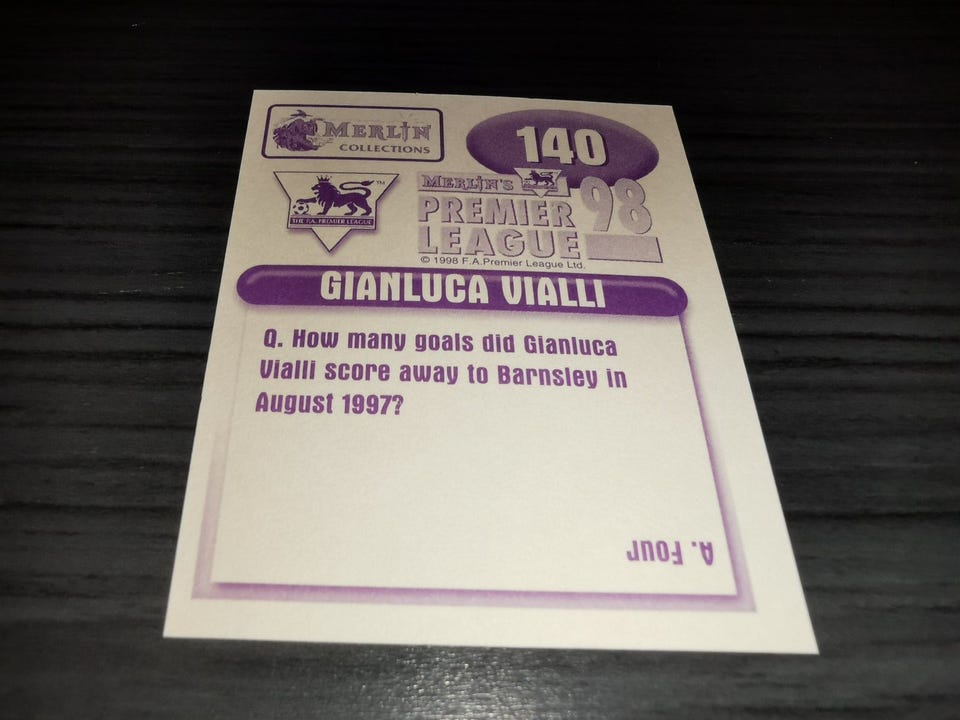 MERLIN
COLLECTIONS
140
THE F.A. PREMIER LEAGUE
TM
MERLIN'S
PREMIER
LEAGUE
98
© 1998 F.A.Premier League Ltd.
GIANLUCA VIALLI
Q. How many goals did Gianluca
Vialli score away to Barnsley in
August 1997?
A. Four